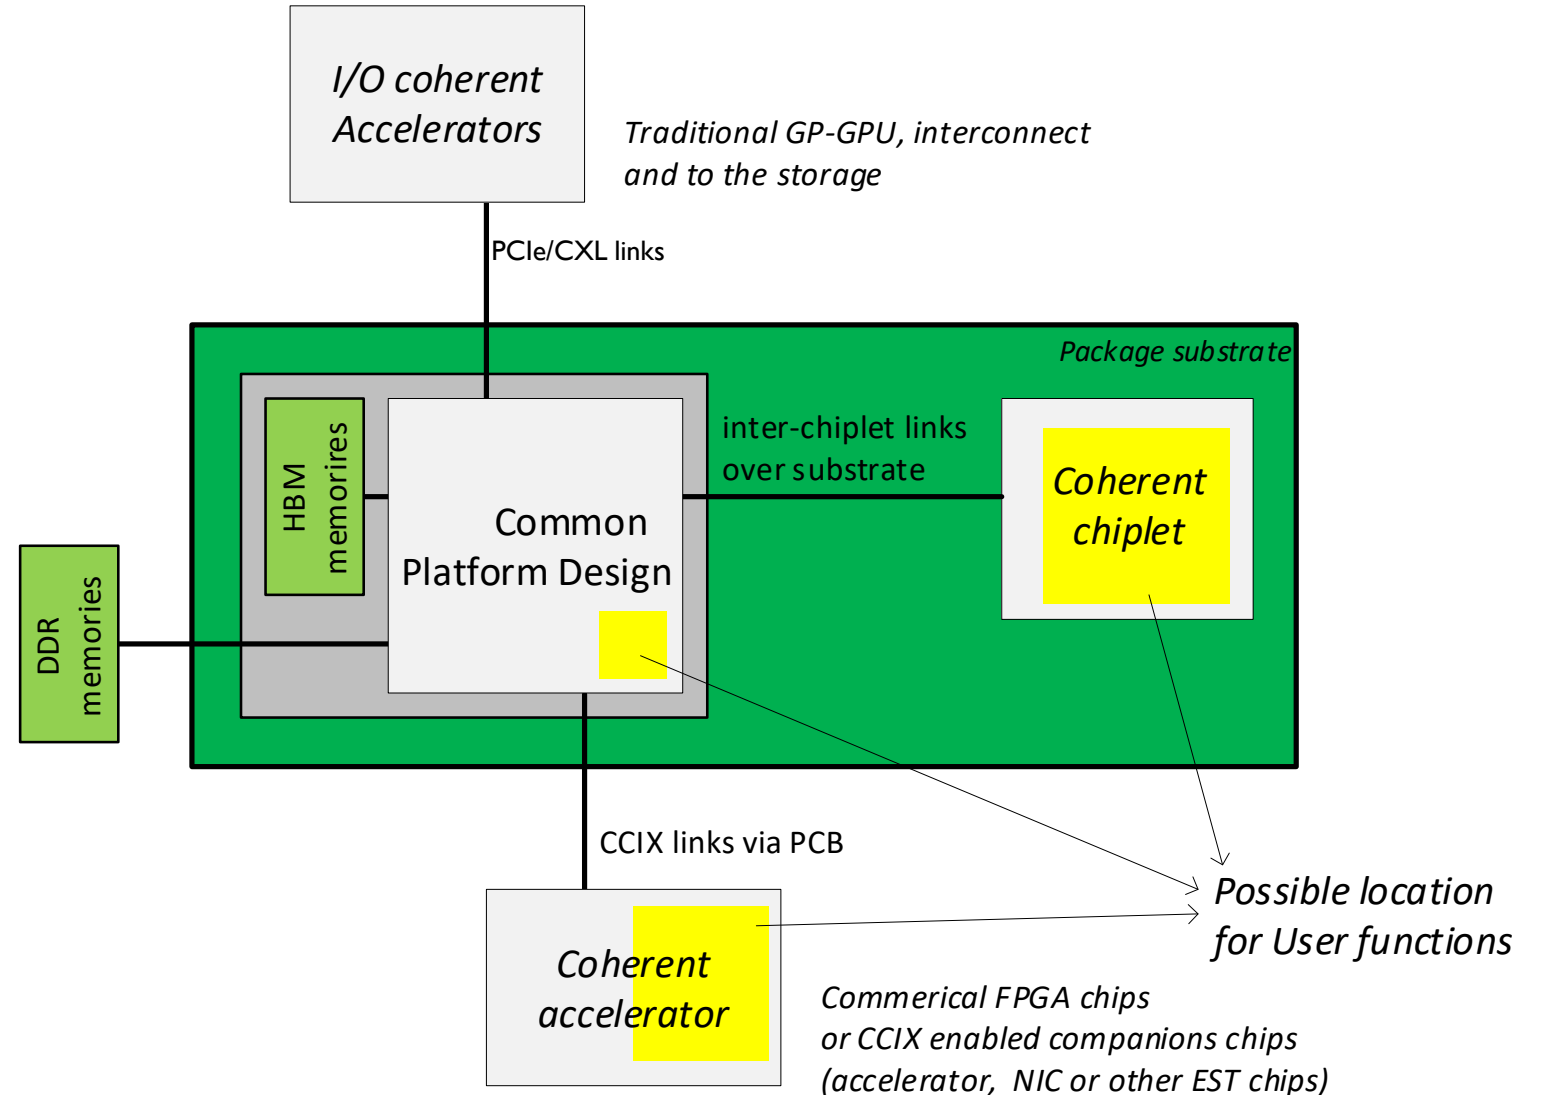 I/O coherent
Accelerators
Traditional GP-GPU, interconnect
and to the storage
PCIe/CXL links
Package substrate
inter-chiplet links
over substrate
HBM
memorires
Common
Platform Design
Coherent
chiplet
DDR
memories
CCIX links via PCB
Possible location
for User functions
Coherent
accelerator
Commerical FPGA chips
or CCIX enabled companions chips
(accelerator, NIC or other EST chips)